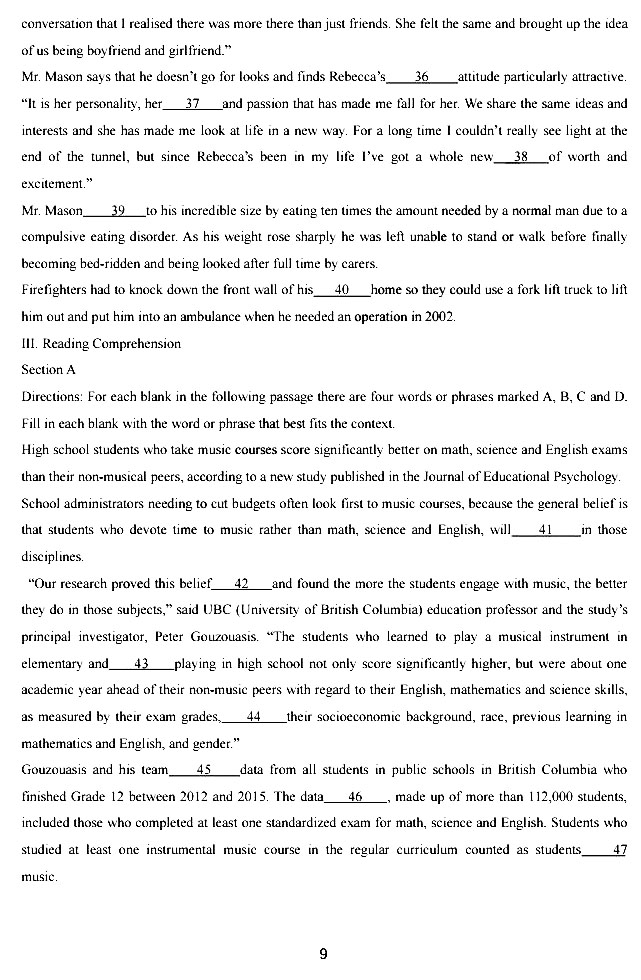 conversation that I realised there was more there than just friends. She felt the same and brought up the idea
of us being boyfriend and girlfriend.”
Mr. Mason says that he doesn’t go for looks and finds Rebecca’s 36 attitude particularly attractive.
“It is her personality, her 37 and passion that has made me fall for her. We share the same ideas and
interests and she has made me look at life in a new way. For a long time I couldn’t really see light at the
end of the tunnel, but since Rebecca’s been in my life I’ve got a whole new 38 of worth and
excitement.”
Mr. Mason 39 to his incredible size by eating ten times the amount needed by a normal man due to a
compulsive eating disorder. As his weight rose sharply he was left unable to stand or walk before finally
becoming bed-ridden and being looked after full time by carers.
Firefighters had to knock down the front wall of his 40 home so they could use a fork lift truck to lift
him out and put him into an ambulance when he needed an operation in 2002.
III. Reading Comprehension
Section A
Directions: For each blank in the following passage there are four words or phrases marked A, B, C and D.
Fill in each blank with the word or phrase that best fits the context.
High school students who take music courses score significantly better on math, science and English exams
than their non-musical peers, according to a new study published in the Journal of Educational Psychology.
School administrators needing to cut budgets often look first to music courses, because the general belief is
that students who devote time to music rather than math, science and English, will 41 in those
disciplines.
“Our research proved this belief 42 and found the more the students engage with music, the better
they do in those subjects,” said UBC (University of British Columbia) education professor and the study’s
principal investigator, Peter Gouzouasis. “The students who learned to play a musical instrument in
elementary and 43 playing in high school not only score significantly higher, but were about one
academic year ahead of their non-music peers with regard to their English, mathematics and science skills,
as measured by their exam grades, 44 their socioeconomic background, race, previous learning in
mathematics and English, and gender.”
Gouzouasis and his team 45 data from all students in public schools in British Columbia who
finished Grade 12 between 2012 and 2015. The data 46 , made up of more than 112,000 students,
included those who completed at least one standardized exam for math, science and English. Students who
studied at least one instrumental music course in the regular curriculum counted as students 47
music.
9